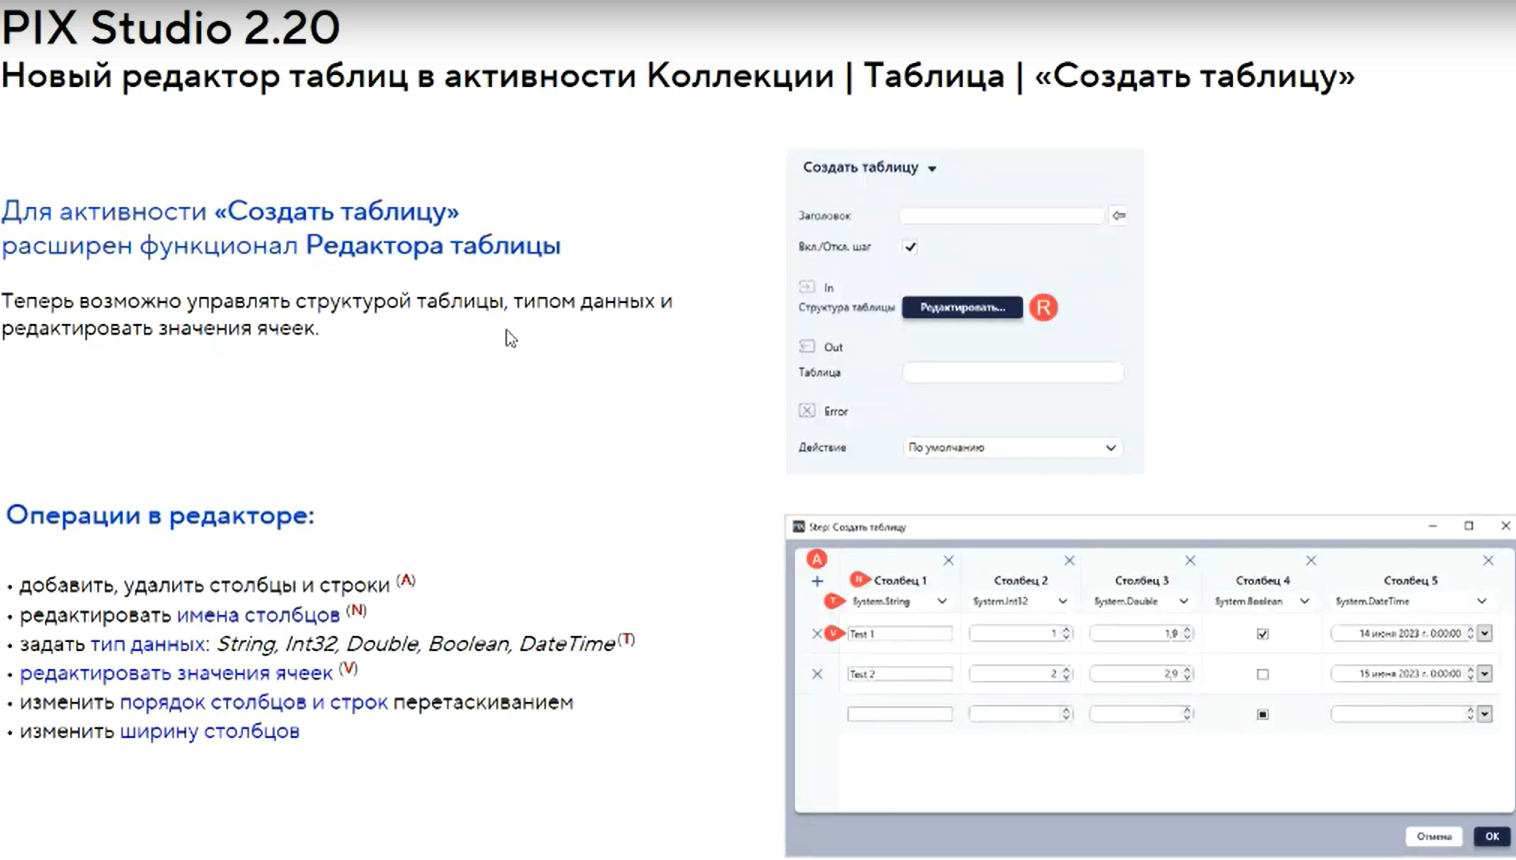 PIX Studio 2.20
Новый редактор таблиц в активности Коллекции | Таблица | «Создать таблицу»
Для активности «Создать таблицу»
расширен функционал Редактора таблицы
Теперь возможно управлять структурой таблицы, типом данных и
редактировать значения ячеек.
Создать таблицу
Заголовок
Вкл./Откл. шаг
In
Структура таблицы Редактировать... R
Out
Таблица
Error
Действие По умолчанию
Операции в редакторе:
• добавить, удалить столбцы и строки (A)
• редактировать имена столбцов (N)
• задать тип данных: String, Int32, Double, Boolean, DateTime (T)
• редактировать значения ячеек (V)
• изменить порядок столбцов и строк перетаскиванием
• изменить ширину столбцов
PIX Step: Создать таблицу
A
N Столбец 1 Столбец 2 Столбец 3 Столбец 4 Столбец 5
T System.String System.Int32 System.Double System.Boolean System.DateTime
V Test 1 1 1,9 14 июня 2023 г. 0:00:00
Test 2 2 2,9 15 июня 2023 г. 0:00:00
Отмена OK